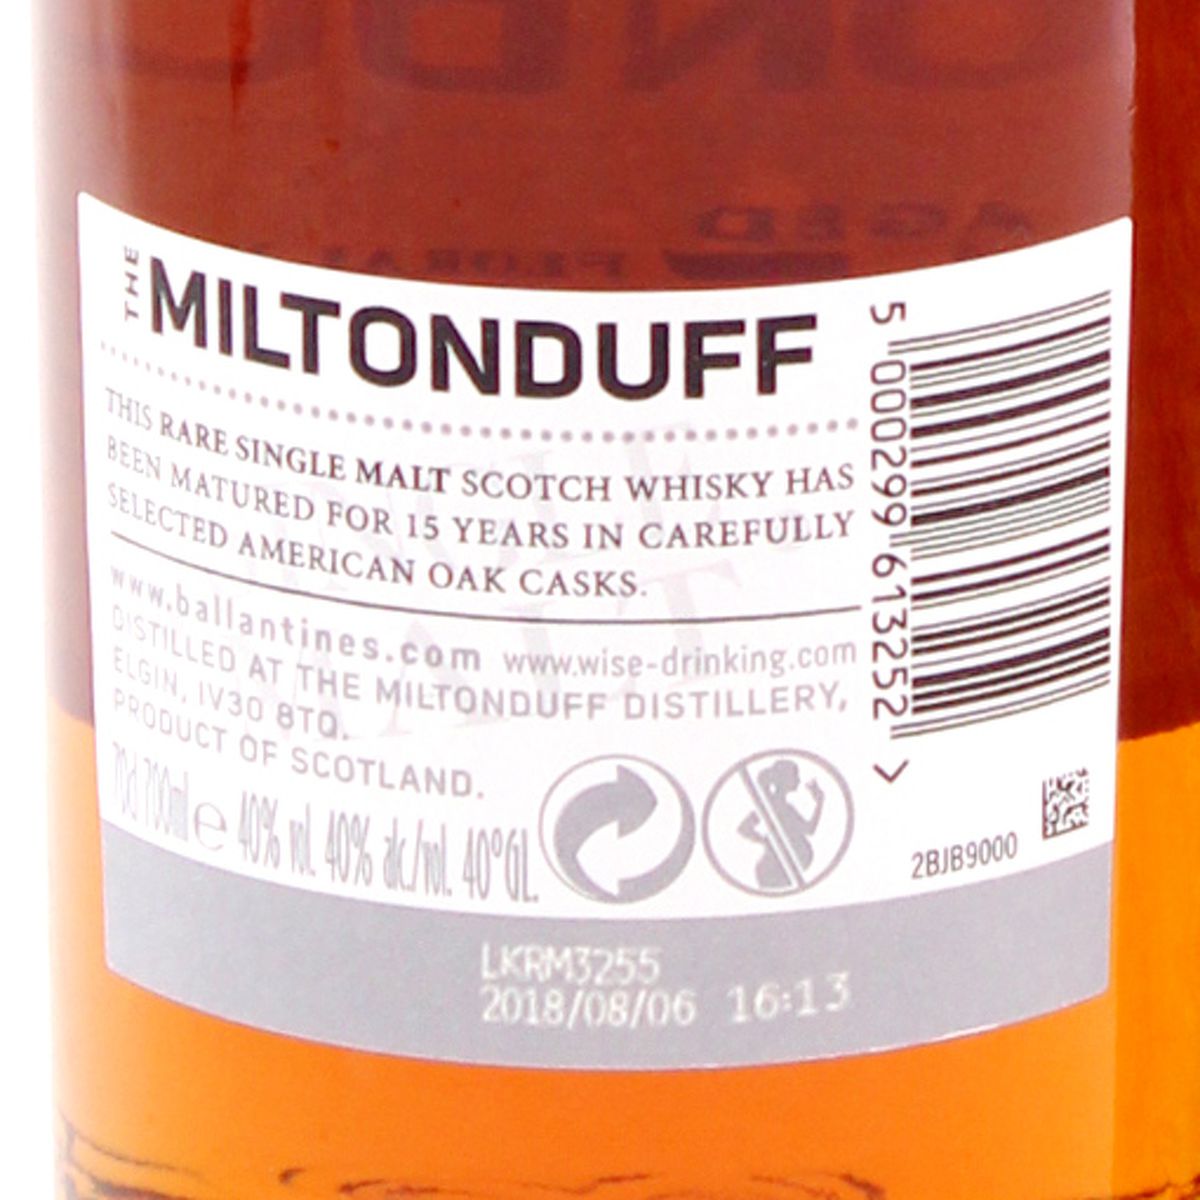 THE MILTONDUFF
THIS RARE SINGLE MALT SCOTCH WHISKY HAS
BEEN MATURED FOR 15 YEARS IN CAREFULLY
SELECTED AMERICAN OAK CASKS.
www.ballantines.com www.wise-drinking.com
DISTILLED AT THE MILTONDUFF DISTILLERY,
ELGIN, IV30 8TQ.
PRODUCT OF SCOTLAND.
70cl 700ml e 40% vol. 40% alc./vol. 40°GL.
5 000299 613252 >
2BJB9000
LKRM3255
2018/08/06 16:13
AGED
FLORAL